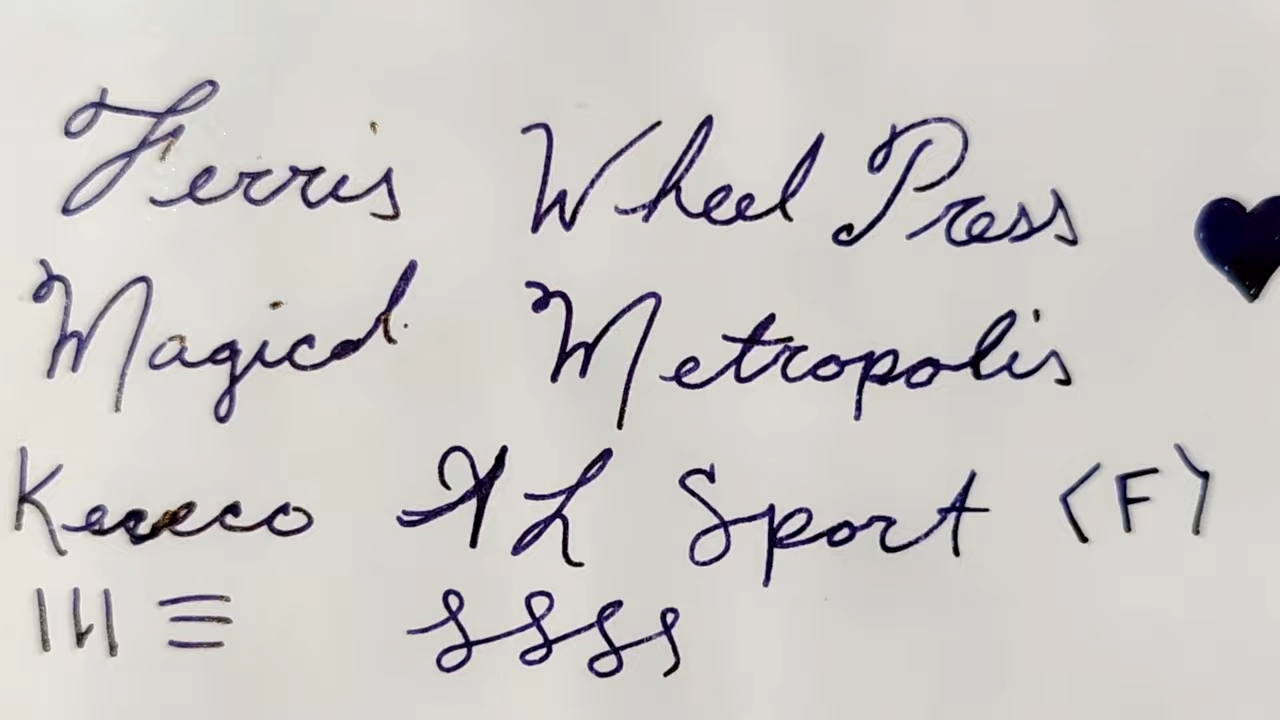 Ferris Wheel Press
Magical Metropolis
Kaweco AL Sport <F>